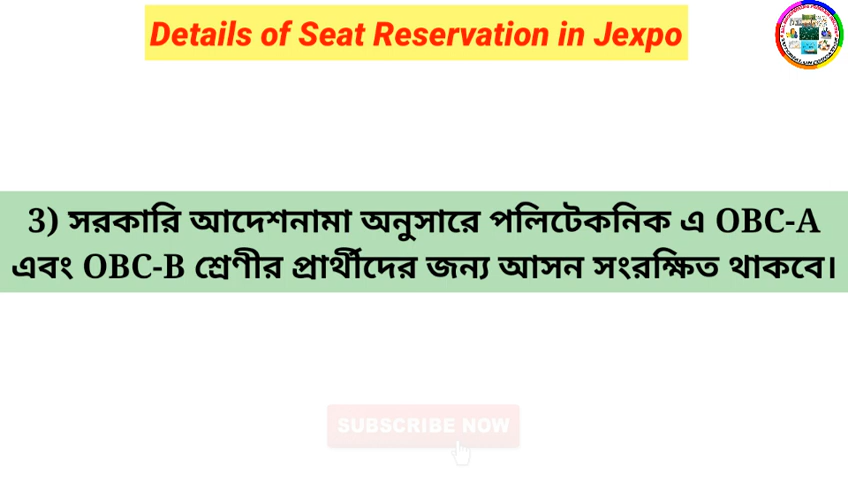 Details of Seat Reservation in Jexpo
3) সরকারি আদেশনামা অনুসারে পলিটেকনিক এ OBC-A
এবং OBC-B শ্রেণীর প্রার্থীদের জন্য আসন সংরক্ষিত থাকবে।
SUBSCRIBE NOW